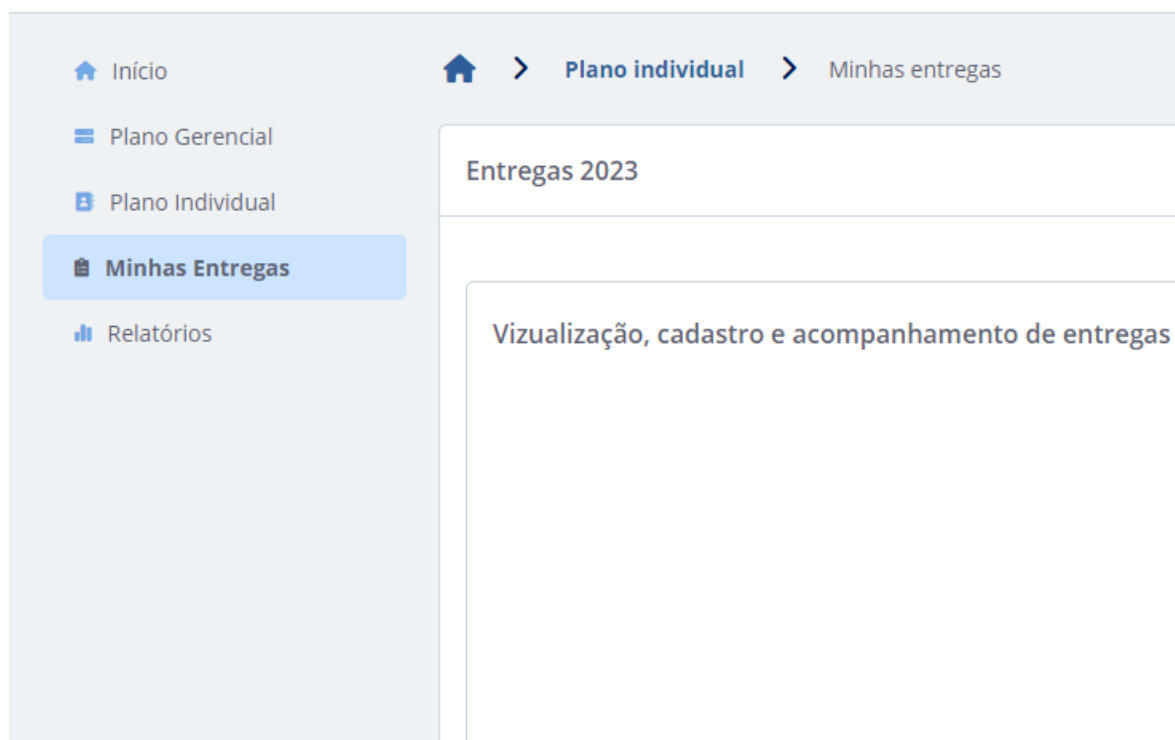 Início
Plano Gerencial
Plano Individual
Minhas Entregas
Relatórios
Plano individual Minhas entregas
Entregas 2023
Vizualização, cadastro e acompanhamento de entregas